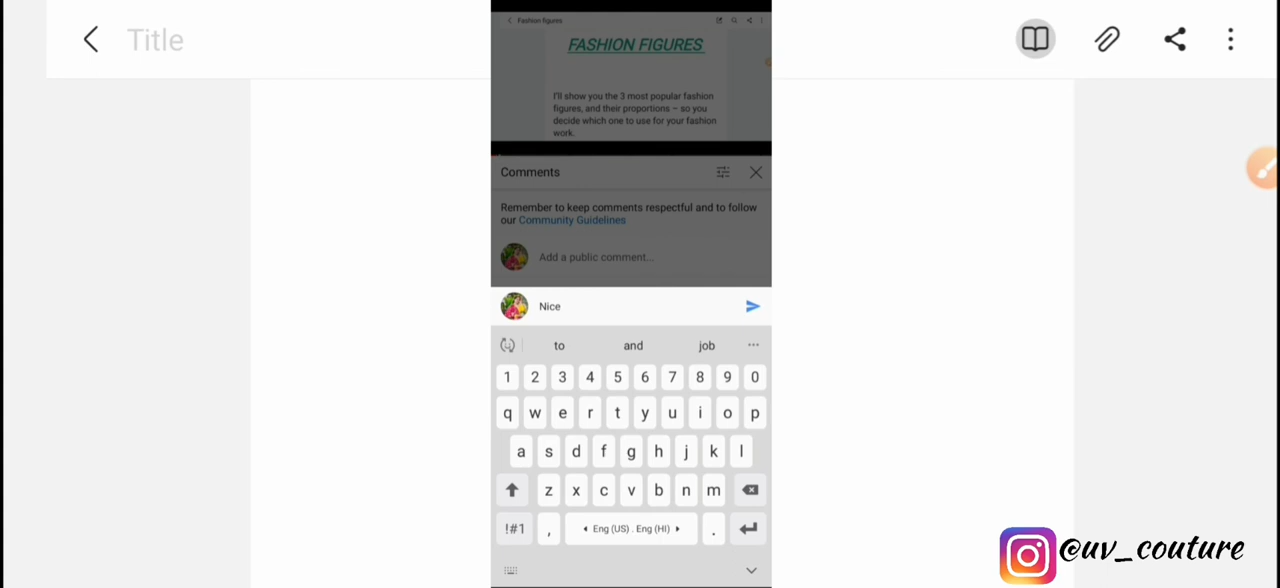 Title
Fashion figures
FASHION FIGURES
I'll show you the 3 most popular fashion
figures, and their proportions – so you
decide which one to use for your fashion
work.
Comments
Remember to keep comments respectful and to follow
our Community Guidelines
Add a public comment...
Nice
to and job ...
1 2 3 4 5 6 7 8 9 0
q w e r t y u i o p
a s d f g h j k l
z x c v b n m
!#1 , Eng (US) . Eng (HI) .
@uv_couture